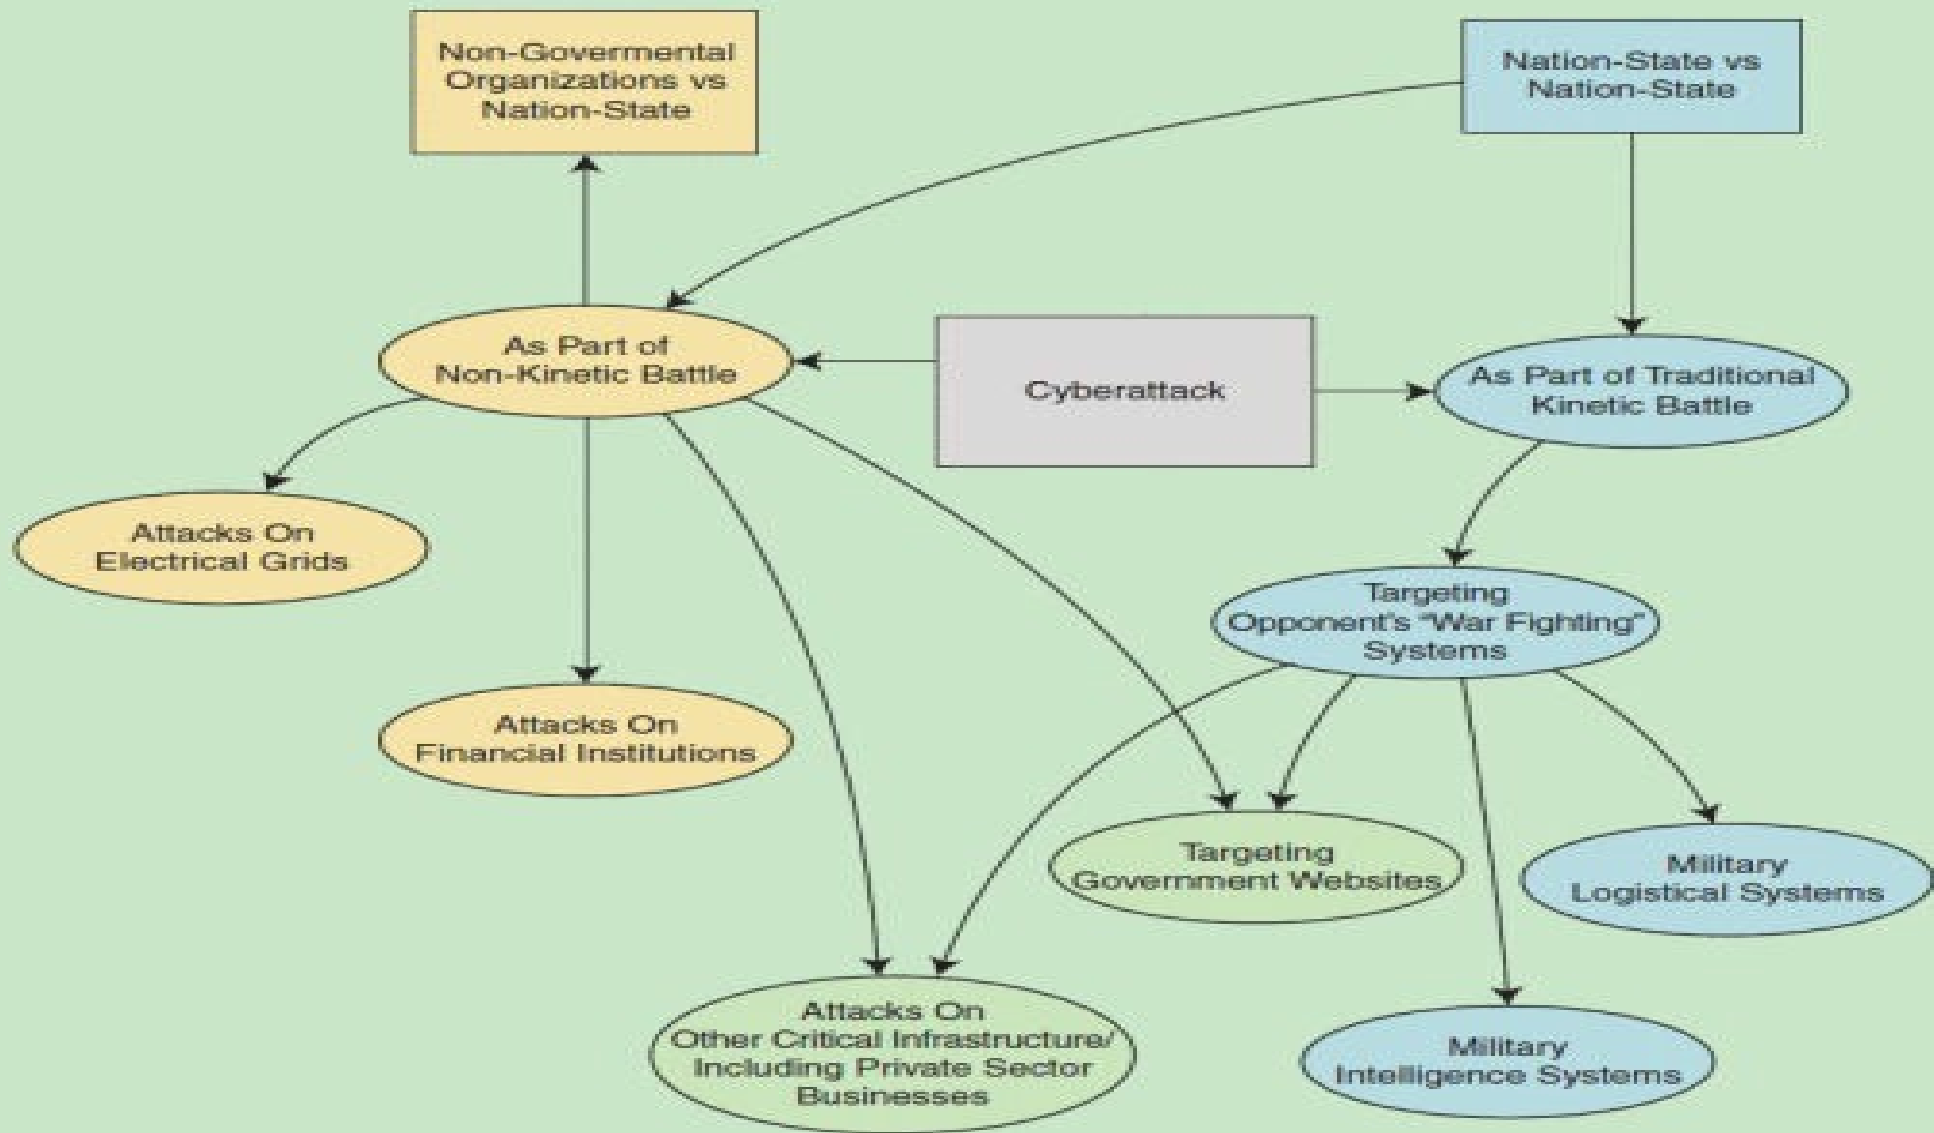 Non-Govermental
Organizations vs
Nation-State
Nation-State vs
Nation-State
As Part of
Non-Kinetic Battle
Cyberattack
As Part of Traditional
Kinetic Battle
Attacks On
Electrical Grids
Targeting
Opponent's "War Fighting"
Systems
Attacks On
Financial Institutions
Targeting
Government Websites
Military
Logistical Systems
Attacks On
Other Critical Infrastructure/
Including Private Sector
Businesses
Military
Intelligence Systems